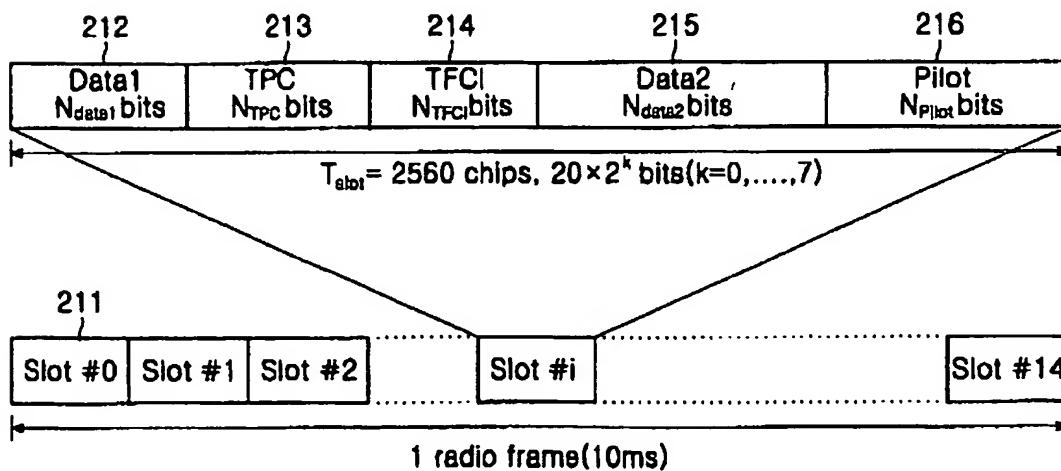 212 213 214 215 216
Data1 TPC TFCI Data2 Pilot
N_data1 bits N_TPC bits N_TFCI bits N_data2 bits N_Pilot bits
T_slot = 2560 chips, 20×2^k bits(k=0,....,7)
211
Slot #0 Slot #1 Slot #2 Slot #i Slot #14
1 radio frame(10ms)